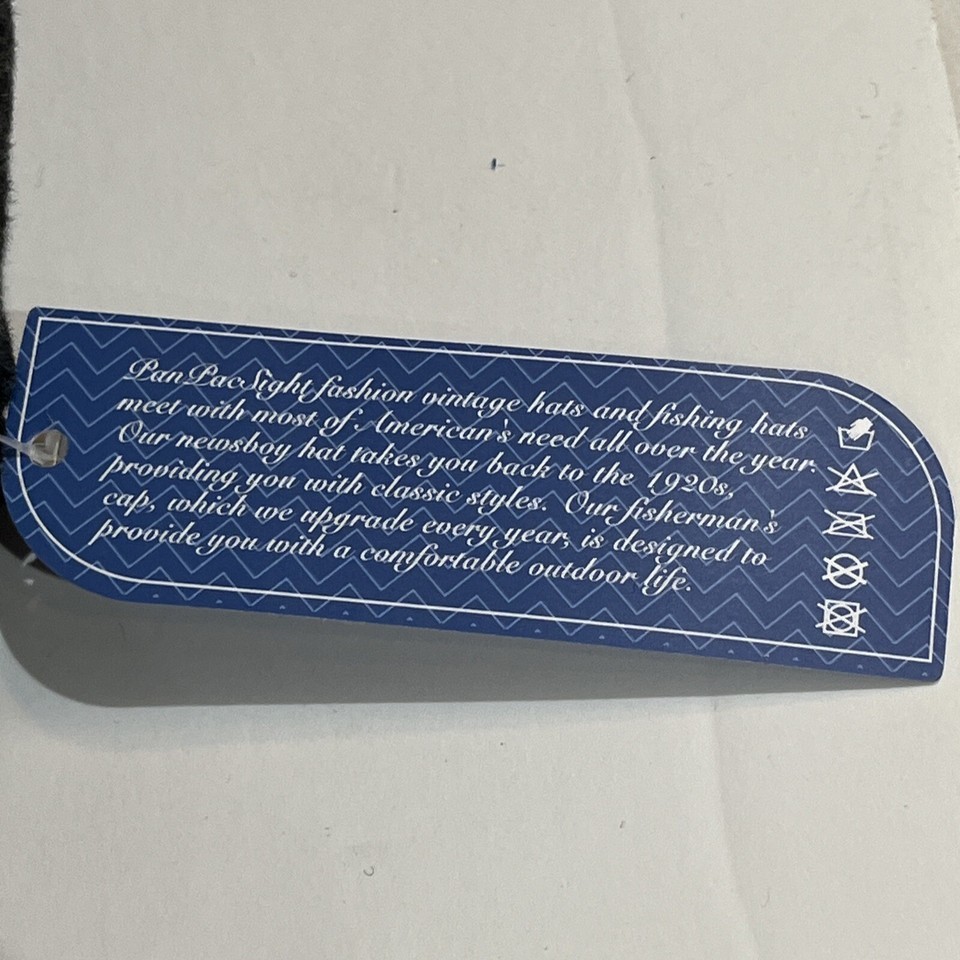 PanPacSight fashion vintage hats and fishing hats
meet with most of American's need all over the year.
Our newsboy hat takes you back to the 1920s,
providing you with classic styles. Our fisherman's
cap, which we upgrade every year, is designed to
provide you with a comfortable outdoor life.